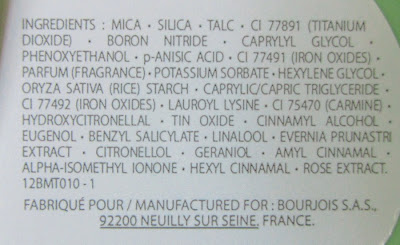 INGREDIENTS : MICA • SILICA • TALC • CI 77891 (TITANIUM
DIOXIDE) • BORON NITRIDE • CAPRYLYL GLYCOL •
PHENOXYETHANOL • p-ANISIC ACID • CI 77491 (IRON OXIDES) •
PARFUM (FRAGRANCE) • POTASSIUM SORBATE • HEXYLENE GLYCOL •
ORYZA SATIVA (RICE) STARCH • CAPRYLIC/CAPRIC TRIGLYCERIDE •
CI 77492 (IRON OXIDES) • LAUROYL LYSINE • CI 75470 (CARMINE) •
HYDROXYCITRONELLAL • TIN OXIDE • CINNAMYL ALCOHOL •
EUGENOL • BENZYL SALICYLATE • LINALOOL • EVERNIA PRUNASTRI
EXTRACT • CITRONELLOL • GERANIOL • AMYL CINNAMAL •
ALPHA-ISOMETHYL IONONE • HEXYL CINNAMAL • ROSE EXTRACT.
12BMT010 - 1
FABRIQUÉ POUR / MANUFACTURED FOR : BOURJOIS S.A.S.,
92200 NEUILLY SUR SEINE, FRANCE.